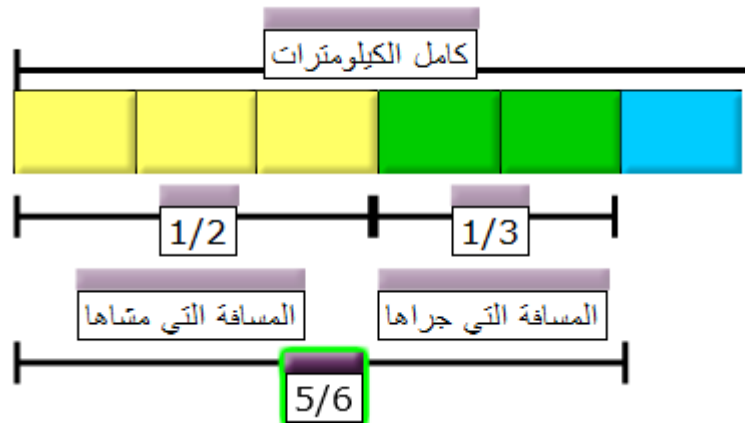 كامل الكيلومترات
1/2
1/3
المسافة التي مشاها
المسافة التي جراها
5/6